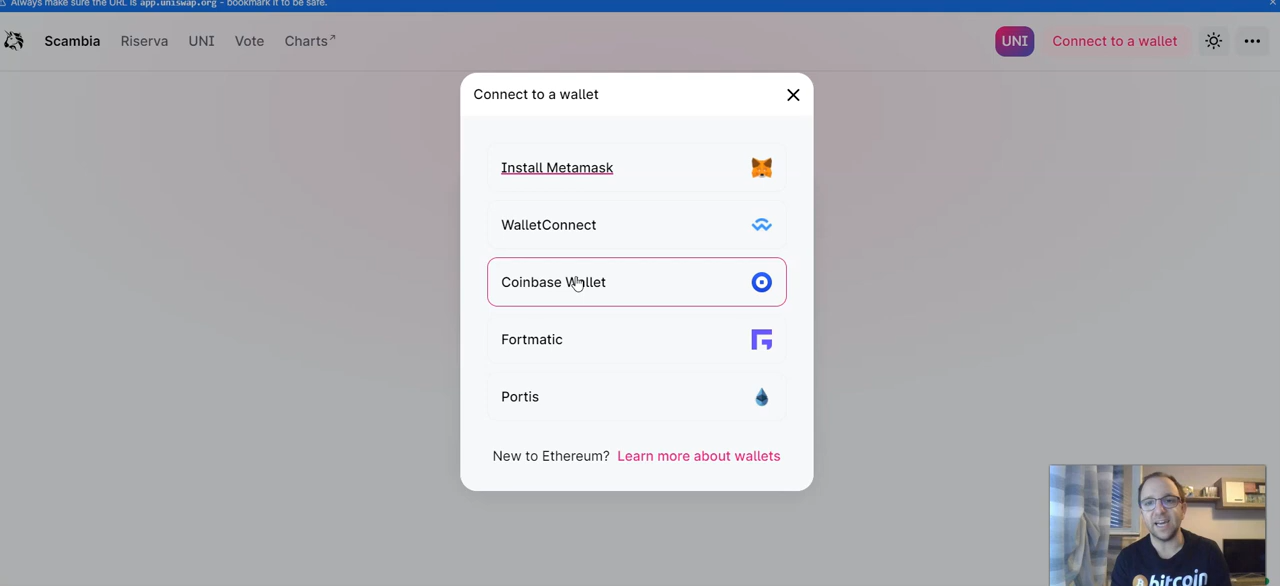 Always make sure the URL is app.uniswap.org - bookmark it to be safe.
Scambia Riserva UNI Vote Charts↗ UNI Connect to a wallet
Connect to a wallet
Install Metamask
WalletConnect
Coinbase Wallet
Fortmatic
Portis
New to Ethereum? Learn more about wallets
bitcoin